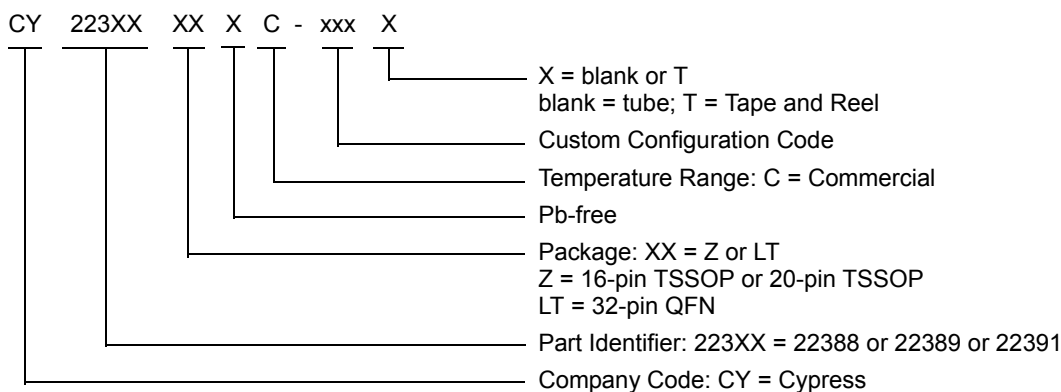 CY 223XX XX X C - xxx X
X = blank or T
blank = tube; T = Tape and Reel
Custom Configuration Code
Temperature Range: C = Commercial
Pb-free
Package: XX = Z or LT
Z = 16-pin TSSOP or 20-pin TSSOP
LT = 32-pin QFN
Part Identifier: 223XX = 22388 or 22389 or 22391
Company Code: CY = Cypress